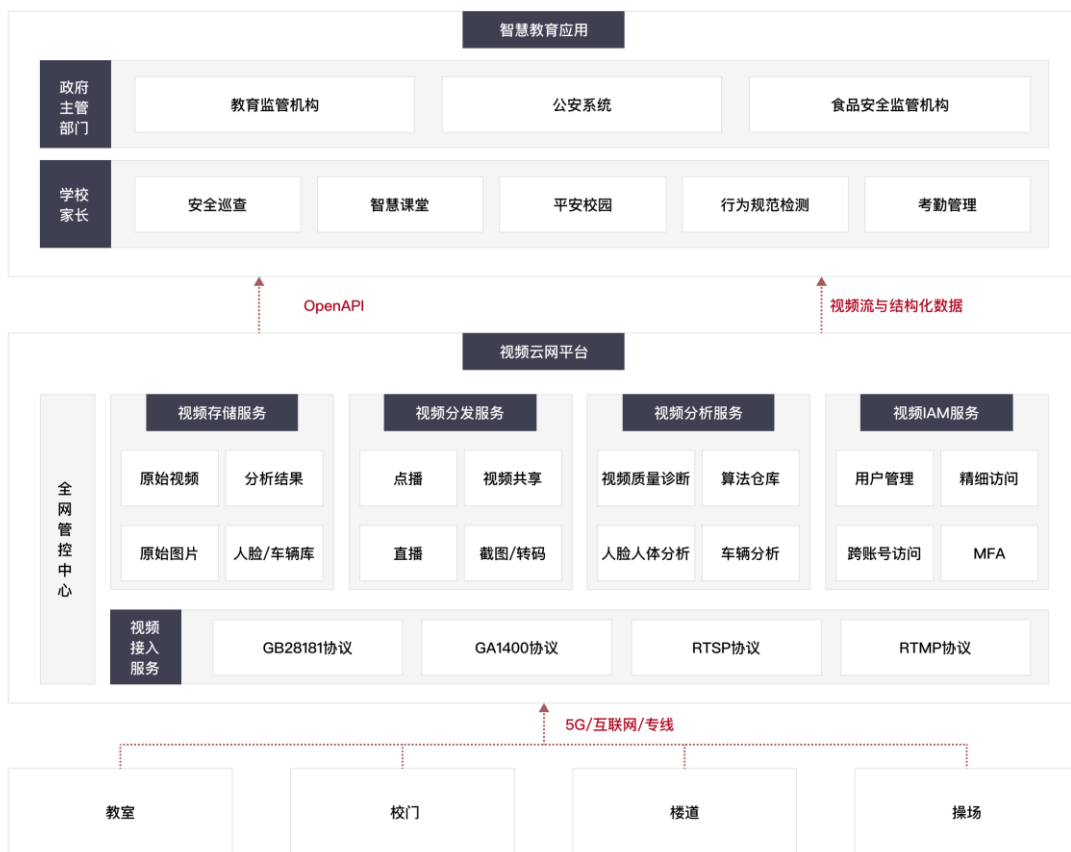 智慧教育应用
政府
主管
部门
教育监管机构
公安系统
食品安全监管机构
学校
家长
安全巡查
智慧课堂
平安校园
行为规范检测
考勤管理
OpenAPI
视频流与结构化数据
视频云网平台
全
网
管
控
中
心
视频存储服务
原始视频
分析结果
原始图片
人脸/车辆库
视频分发服务
点播
视频共享
直播
截图/转码
视频分析服务
视频质量诊断
算法仓库
人脸人体分析
车辆分析
视频IAM服务
用户管理
精细访问
跨账号访问
MFA
视频
接入
服务
GB28181协议
GA1400协议
RTSP协议
RTMP协议
5G/互联网/专线
教室
校门
楼道
操场